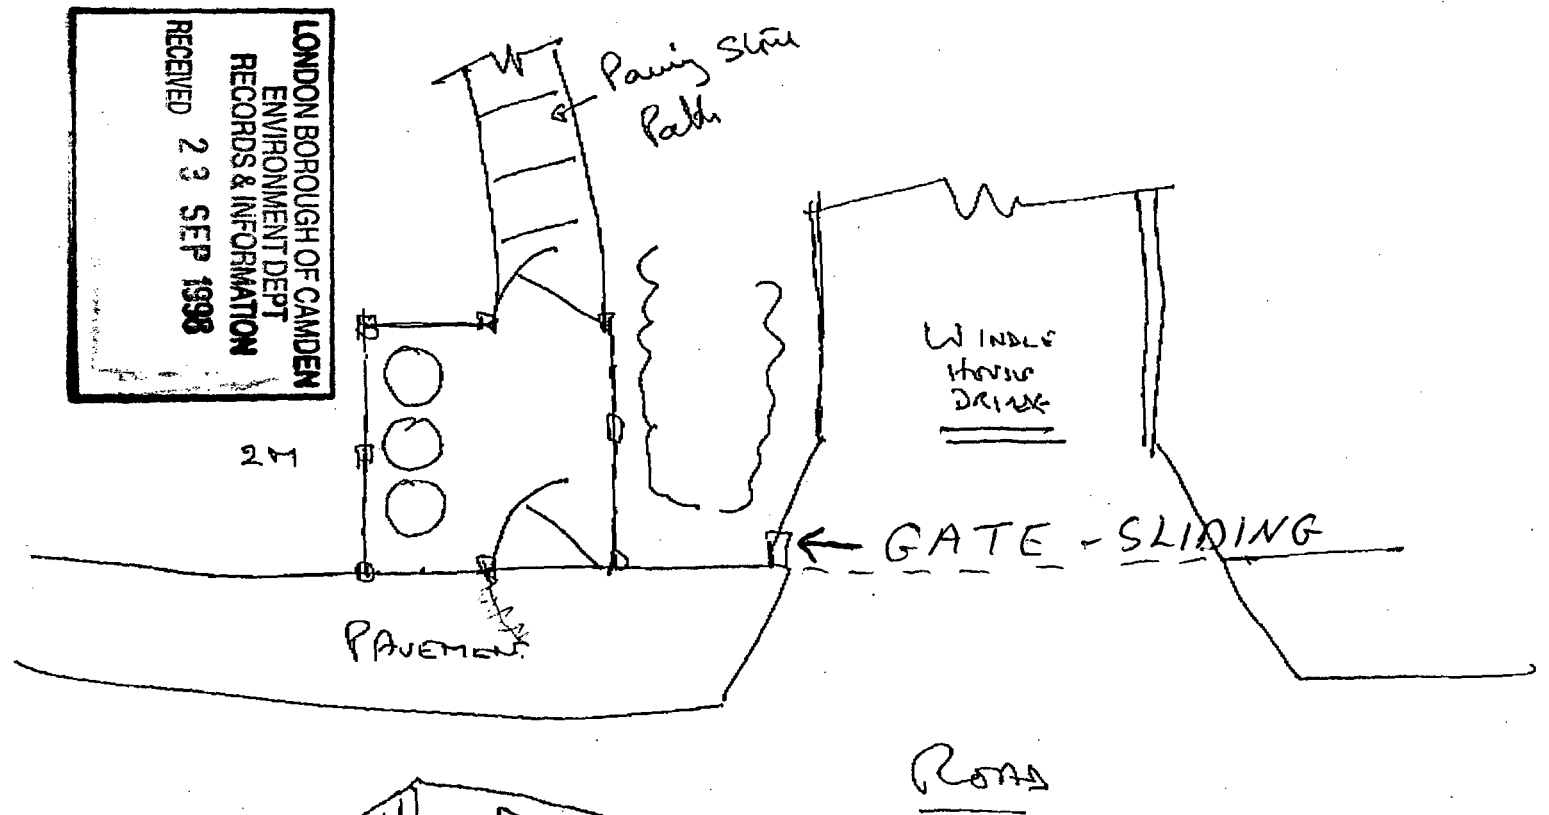 LONDON BOROUGH OF CAMDEN
ENVIRONMENT DEPT
RECORDS & INFORMATION
RECEIVED 23 SEP 1998
Paving Stone
Path
WINDLE
HOUSE
DRIVE
2M
GATE - SLIDING
PAVEMENT
ROAD